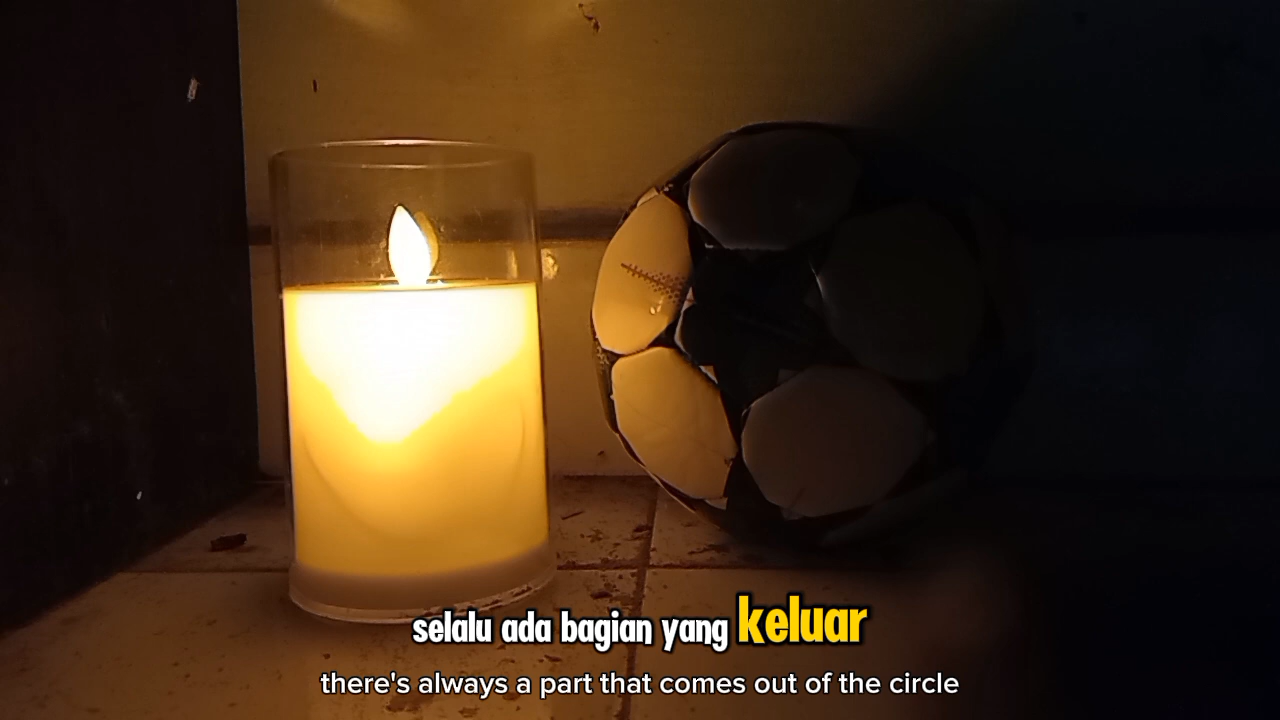 selalu ada bagian yang keluar
there's always a part that comes out of the circle